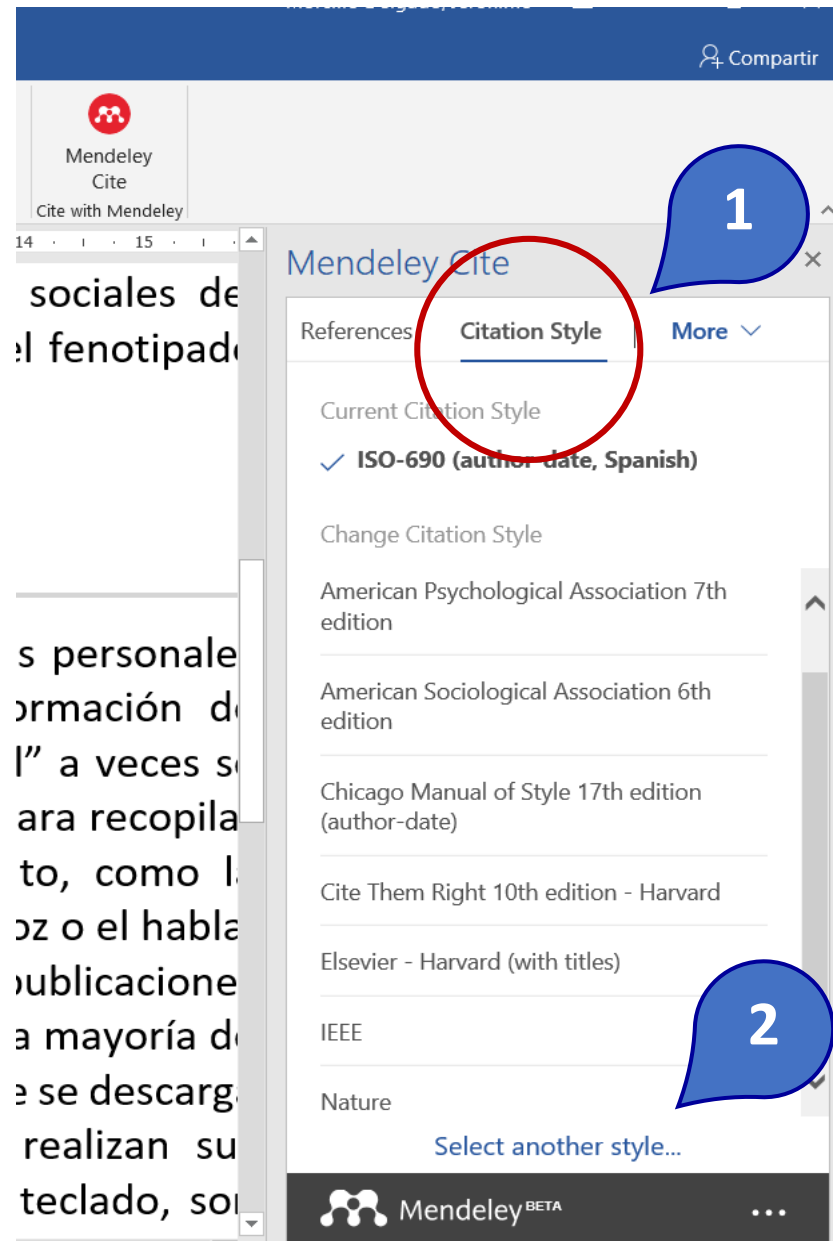 Compartir
Mendeley
Cite
Cite with Mendeley
14 15
1
Mendeley Cite
References Citation Style More
Current Citation Style
ISO-690 (author-date, Spanish)
Change Citation Style
American Psychological Association 7th
edition
American Sociological Association 6th
edition
Chicago Manual of Style 17th edition
(author-date)
Cite Them Right 10th edition - Harvard
Elsevier - Harvard (with titles)
IEEE
2
Nature
Select another style...
Mendeley BETA
sociales de
el fenotipad
s personale
ormación d
l” a veces s
ara recopila
to, como l
oz o el habla
publicacione
a mayoría d
e se descarg
realizan su
teclado, so